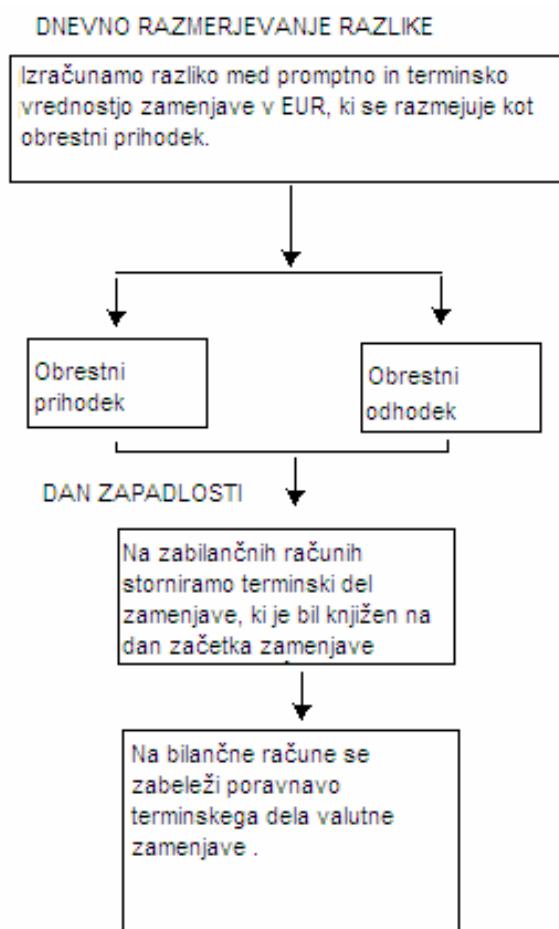 DNEVNO RAZMERJEVANJE RAZLIKE
Izračunamo razliko med promptno in terminsko
vrednostjo zamenjave v EUR, ki se razmejuje kot
obrestni prihodek.
Obrestni
prihodek
Obrestni
odhodek
DAN ZAPADLOSTI
Na zabilančnih računih
storniramo terminski del
zamenjave, ki je bil knjižen na
dan začetka zamenjave
Na bilančne račune se
zabeleži poravnavo
terminskega dela valutne
zamenjave .